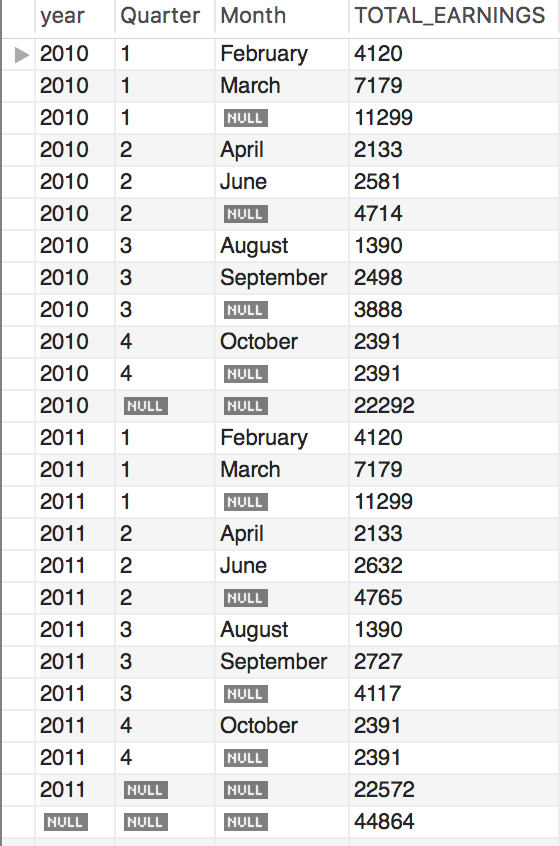 year Quarter Month TOTAL_EARNINGS
2010 1 February 4120
2010 1 March 7179
2010 1 NULL 11299
2010 2 April 2133
2010 2 June 2581
2010 2 NULL 4714
2010 3 August 1390
2010 3 September 2498
2010 3 NULL 3888
2010 4 October 2391
2010 4 NULL 2391
2010 NULL NULL 22292
2011 1 February 4120
2011 1 March 7179
2011 1 NULL 11299
2011 2 April 2133
2011 2 June 2632
2011 2 NULL 4765
2011 3 August 1390
2011 3 September 2727
2011 3 NULL 4117
2011 4 October 2391
2011 4 NULL 2391
2011 NULL NULL 22572
NULL NULL NULL 44864